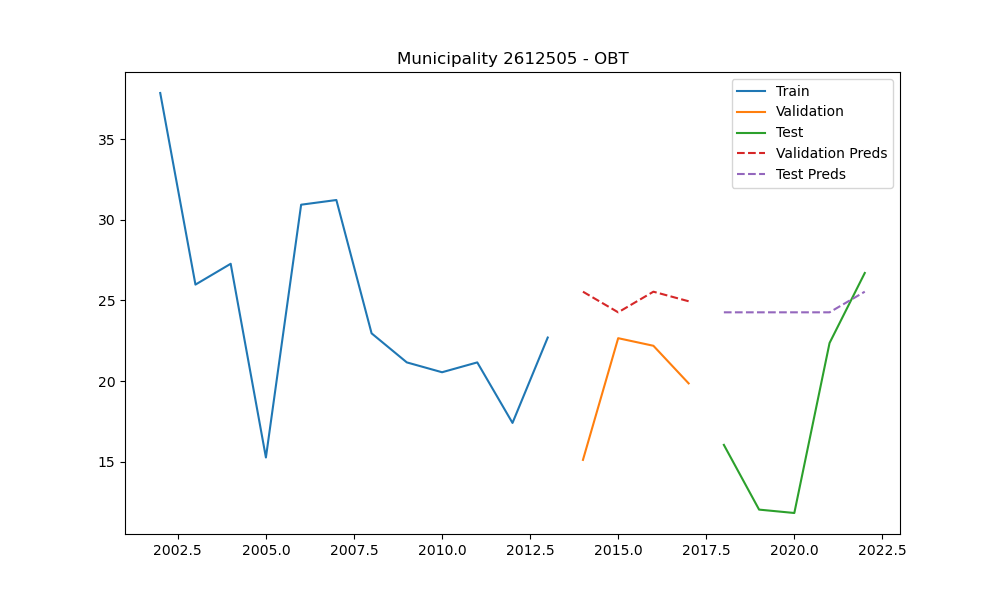 Municipality 2612505 - OBT
Train
Validation
Test
Validation Preds
Test Preds
35
30
25
20
15
2002.5 2005.0 2007.5 2010.0 2012.5 2015.0 2017.5 2020.0 2022.5